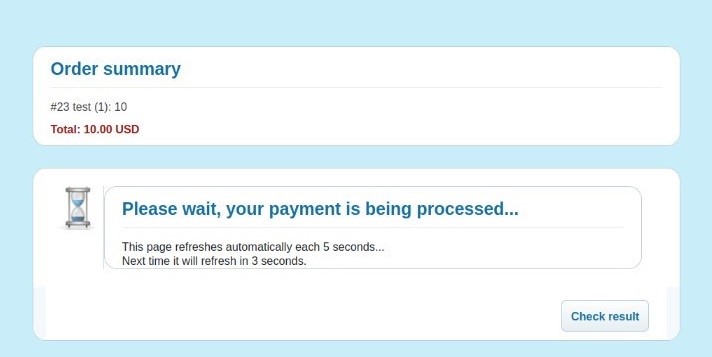 Order summary
#23 test (1): 10
Total: 10.00 USD
Please wait, your payment is being processed...
This page refreshes automatically each 5 seconds...
Next time it will refresh in 3 seconds.
Check result